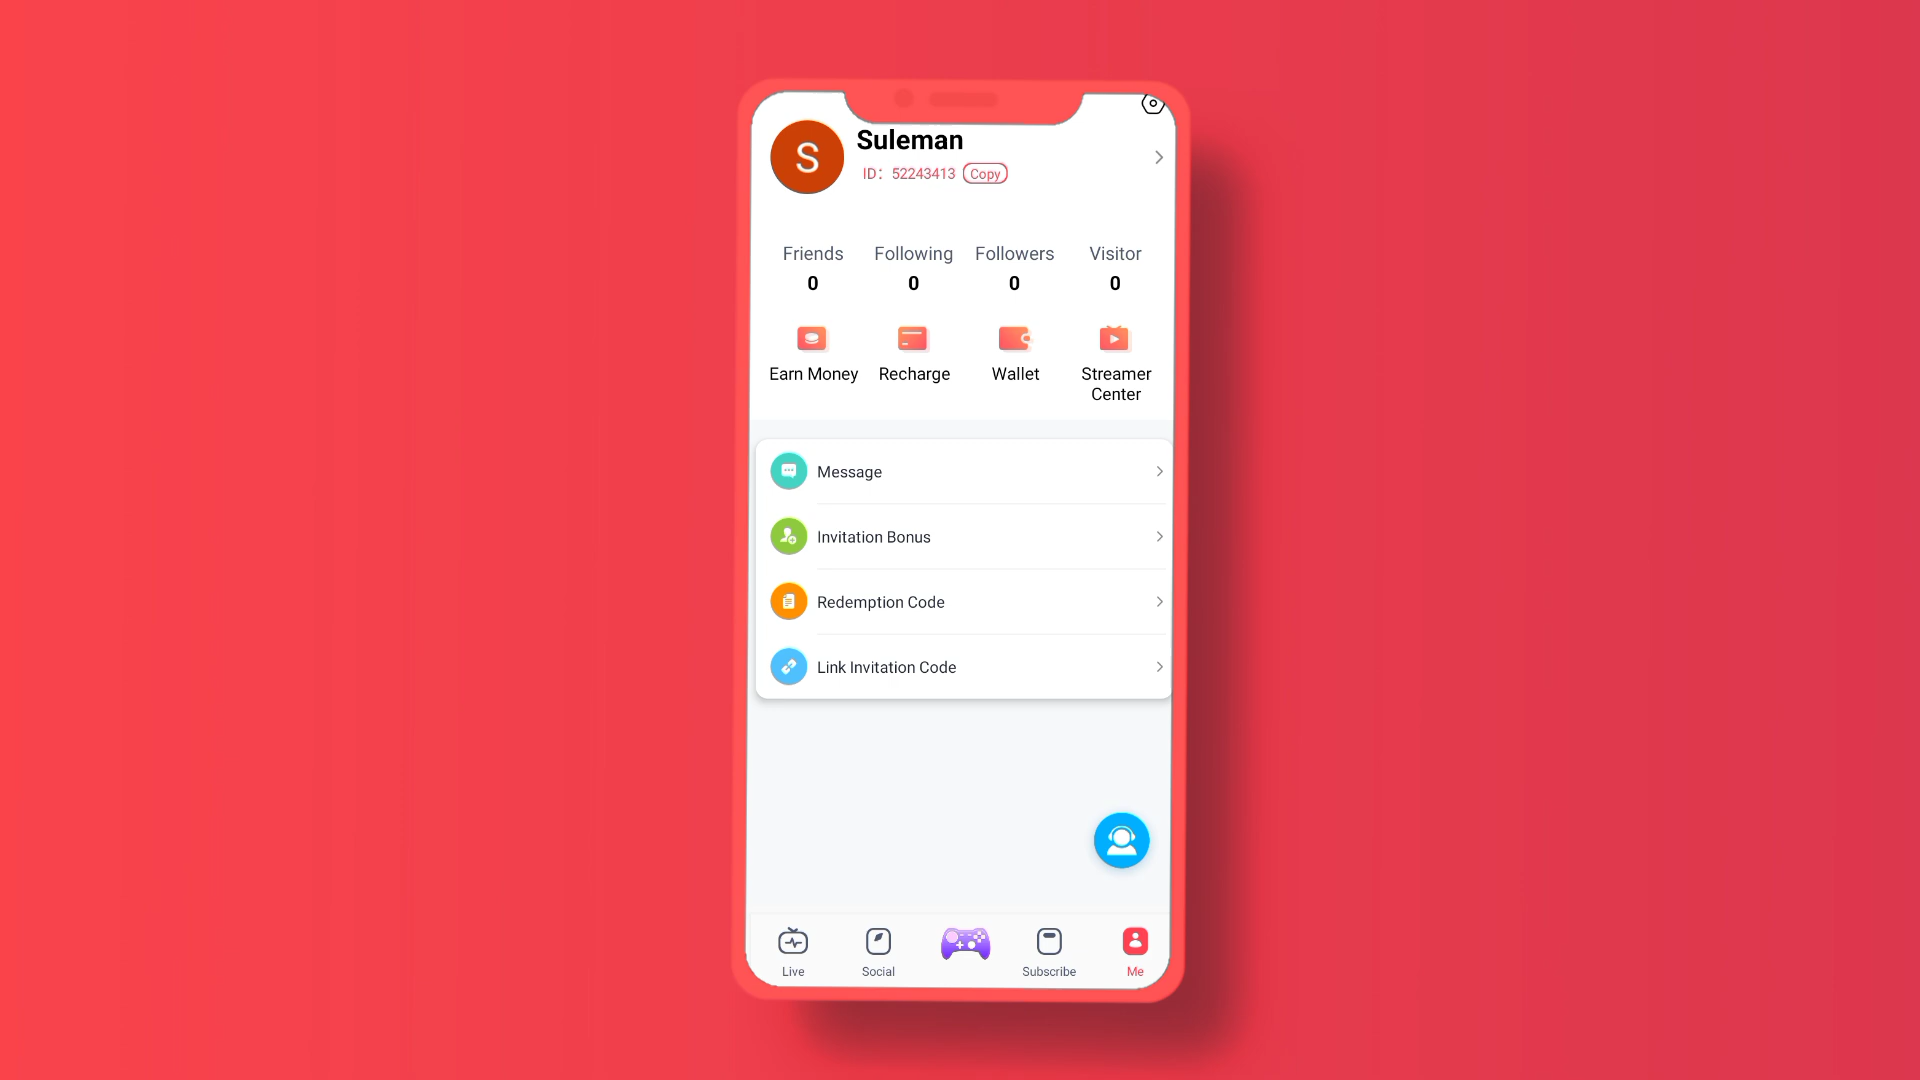 Suleman
S
ID: 52243413 Copy
Friends Following Followers Visitor
0 0 0 0
Earn Money Recharge Wallet Streamer Center
Message
Invitation Bonus
Redemption Code
Link Invitation Code
Live Social Subscribe Me